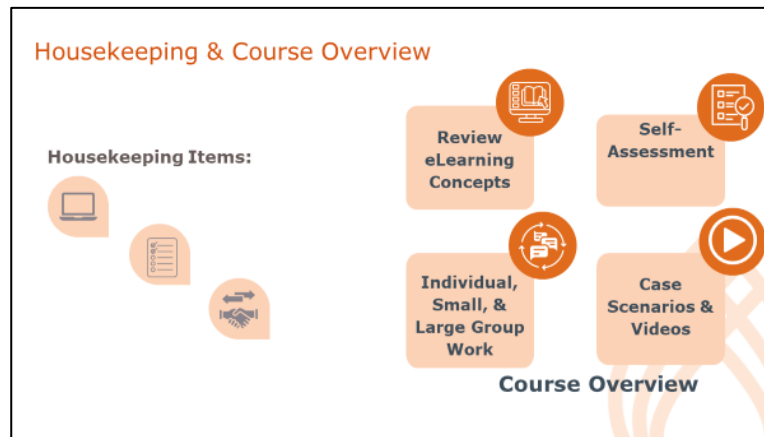 Housekeeping & Course Overview
Housekeeping Items:
Review
eLearning
Concepts
Self-
Assessment
Individual,
Small, &
Large Group
Work
Case
Scenarios &
Videos
Course Overview